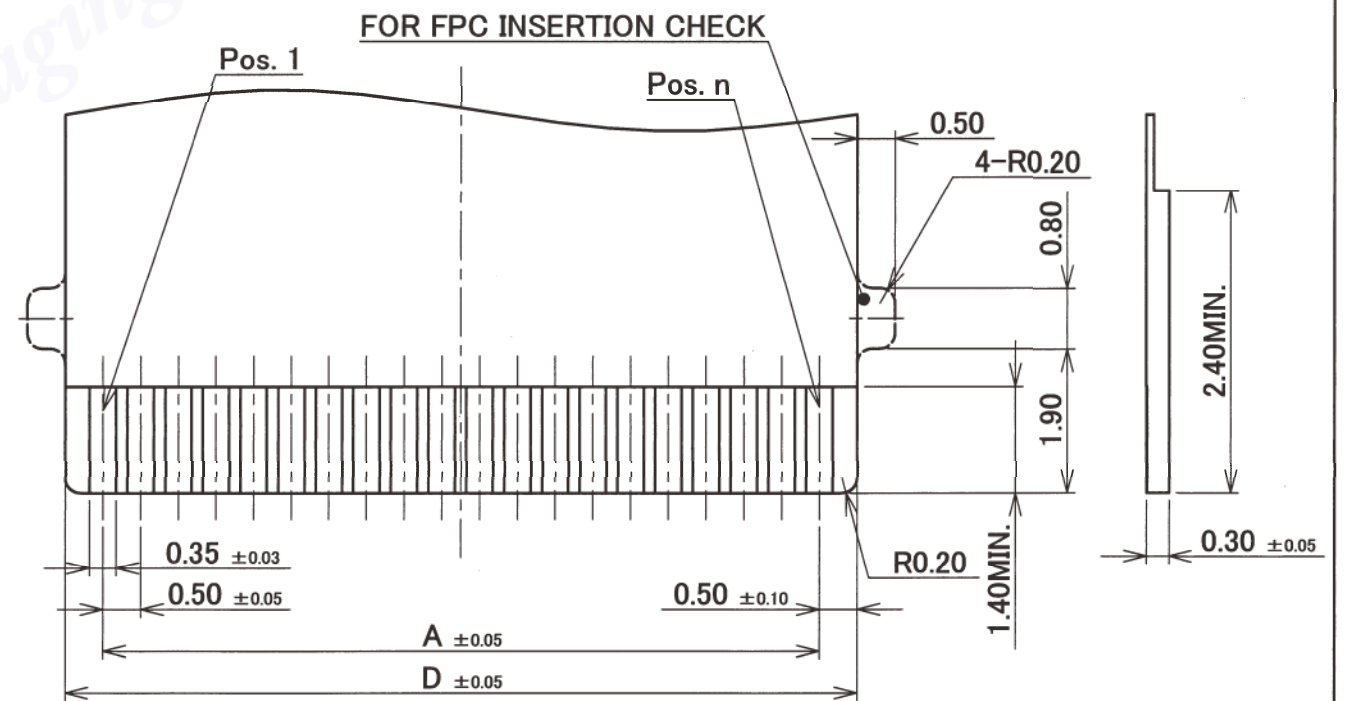 FOR FPC INSERTION CHECK
Pos. 1
Pos. n
0.50
4-R0.20
0.80
2.40MIN.
1.90
0.35 ±0.03
R0.20
1.40MIN.
0.30 ±0.05
0.50 ±0.05
0.50 ±0.10
A ±0.05
D ±0.05